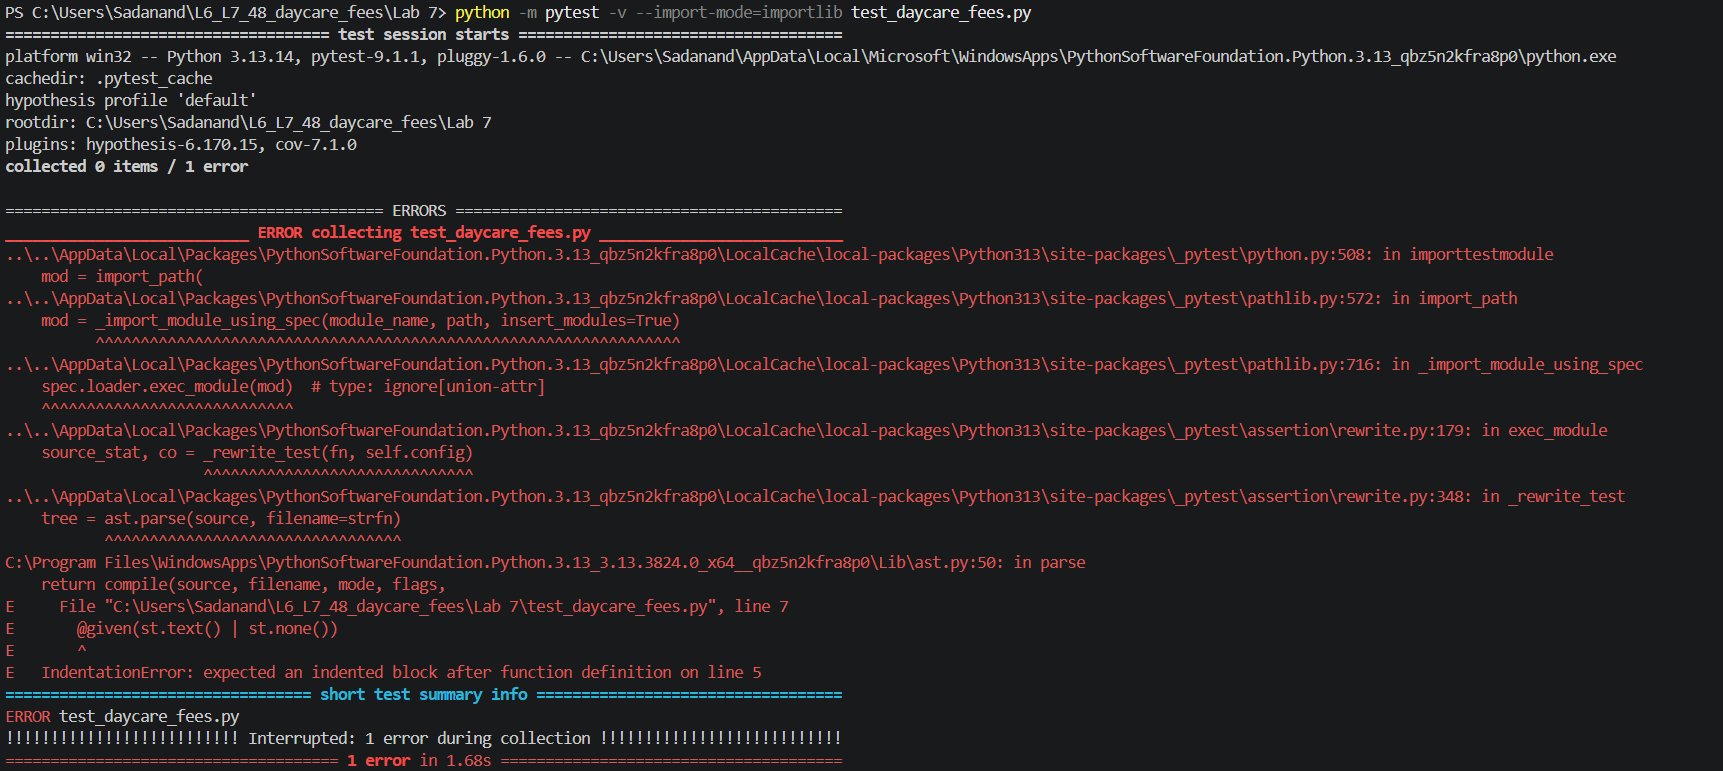 PS C:\Users\Sadanand\L6_L7_48_daycare_fees\Lab 7> python -m pytest -v --import-mode=importlib test_daycare_fees.py
==================================== test session starts ====================================
platform win32 -- Python 3.13.14, pytest-9.1.1, pluggy-1.6.0 -- C:\Users\Sadanand\AppData\Local\Microsoft\WindowsApps\PythonSoftwareFoundation.Python.3.13_qbz5n2kfra8p0\python.exe
cachedir: .pytest_cache
hypothesis profile 'default'
rootdir: C:\Users\Sadanand\L6_L7_48_daycare_fees\Lab 7
plugins: hypothesis-6.170.15, cov-7.1.0
collected 0 items / 1 error
========================================== ERRORS ===========================================
___________________________ ERROR collecting test_daycare_fees.py ___________________________
..\..\AppData\Local\Packages\PythonSoftwareFoundation.Python.3.13_qbz5n2kfra8p0\LocalCache\local-packages\Python313\site-packages\_pytest\python.py:508: in importtestmodule
    mod = import_path(
..\..\AppData\Local\Packages\PythonSoftwareFoundation.Python.3.13_qbz5n2kfra8p0\LocalCache\local-packages\Python313\site-packages\_pytest\pathlib.py:572: in import_path
    mod = _import_module_using_spec(module_name, path, insert_modules=True)
          ^^^^^^^^^^^^^^^^^^^^^^^^^^^^^^^^^^^^^^^^^^^^^^^^^^^^^^^^^^^^^^^^^
..\..\AppData\Local\Packages\PythonSoftwareFoundation.Python.3.13_qbz5n2kfra8p0\LocalCache\local-packages\Python313\site-packages\_pytest\pathlib.py:716: in _import_module_using_spec
    spec.loader.exec_module(mod)  # type: ignore[union-attr]
    ^^^^^^^^^^^^^^^^^^^^^^^^^^^^
..\..\AppData\Local\Packages\PythonSoftwareFoundation.Python.3.13_qbz5n2kfra8p0\LocalCache\local-packages\Python313\site-packages\_pytest\assertion\rewrite.py:179: in exec_module
    source_stat, co = _rewrite_test(fn, self.config)
                      ^^^^^^^^^^^^^^^^^^^^^^^^^^^^^^
..\..\AppData\Local\Packages\PythonSoftwareFoundation.Python.3.13_qbz5n2kfra8p0\LocalCache\local-packages\Python313\site-packages\_pytest\assertion\rewrite.py:348: in _rewrite_test
    tree = ast.parse(source, filename=strfn)
           ^^^^^^^^^^^^^^^^^^^^^^^^^^^^^^^^^
C:\Program Files\WindowsApps\PythonSoftwareFoundation.Python.3.13_3.13.3824.0_x64__qbz5n2kfra8p0\Lib\ast.py:50: in parse
    return compile(source, filename, mode, flags,
E     File "C:\Users\Sadanand\L6_L7_48_daycare_fees\Lab 7\test_daycare_fees.py", line 7
E       @given(st.text() | st.none())
E       ^
E   IndentationError: expected an indented block after function definition on line 5
================================== short test summary info ==================================
ERROR test_daycare_fees.py
!!!!!!!!!!!!!!!!!!!!!!!!!! Interrupted: 1 error during collection !!!!!!!!!!!!!!!!!!!!!!!!!!!
===================================== 1 error in 1.68s ======================================